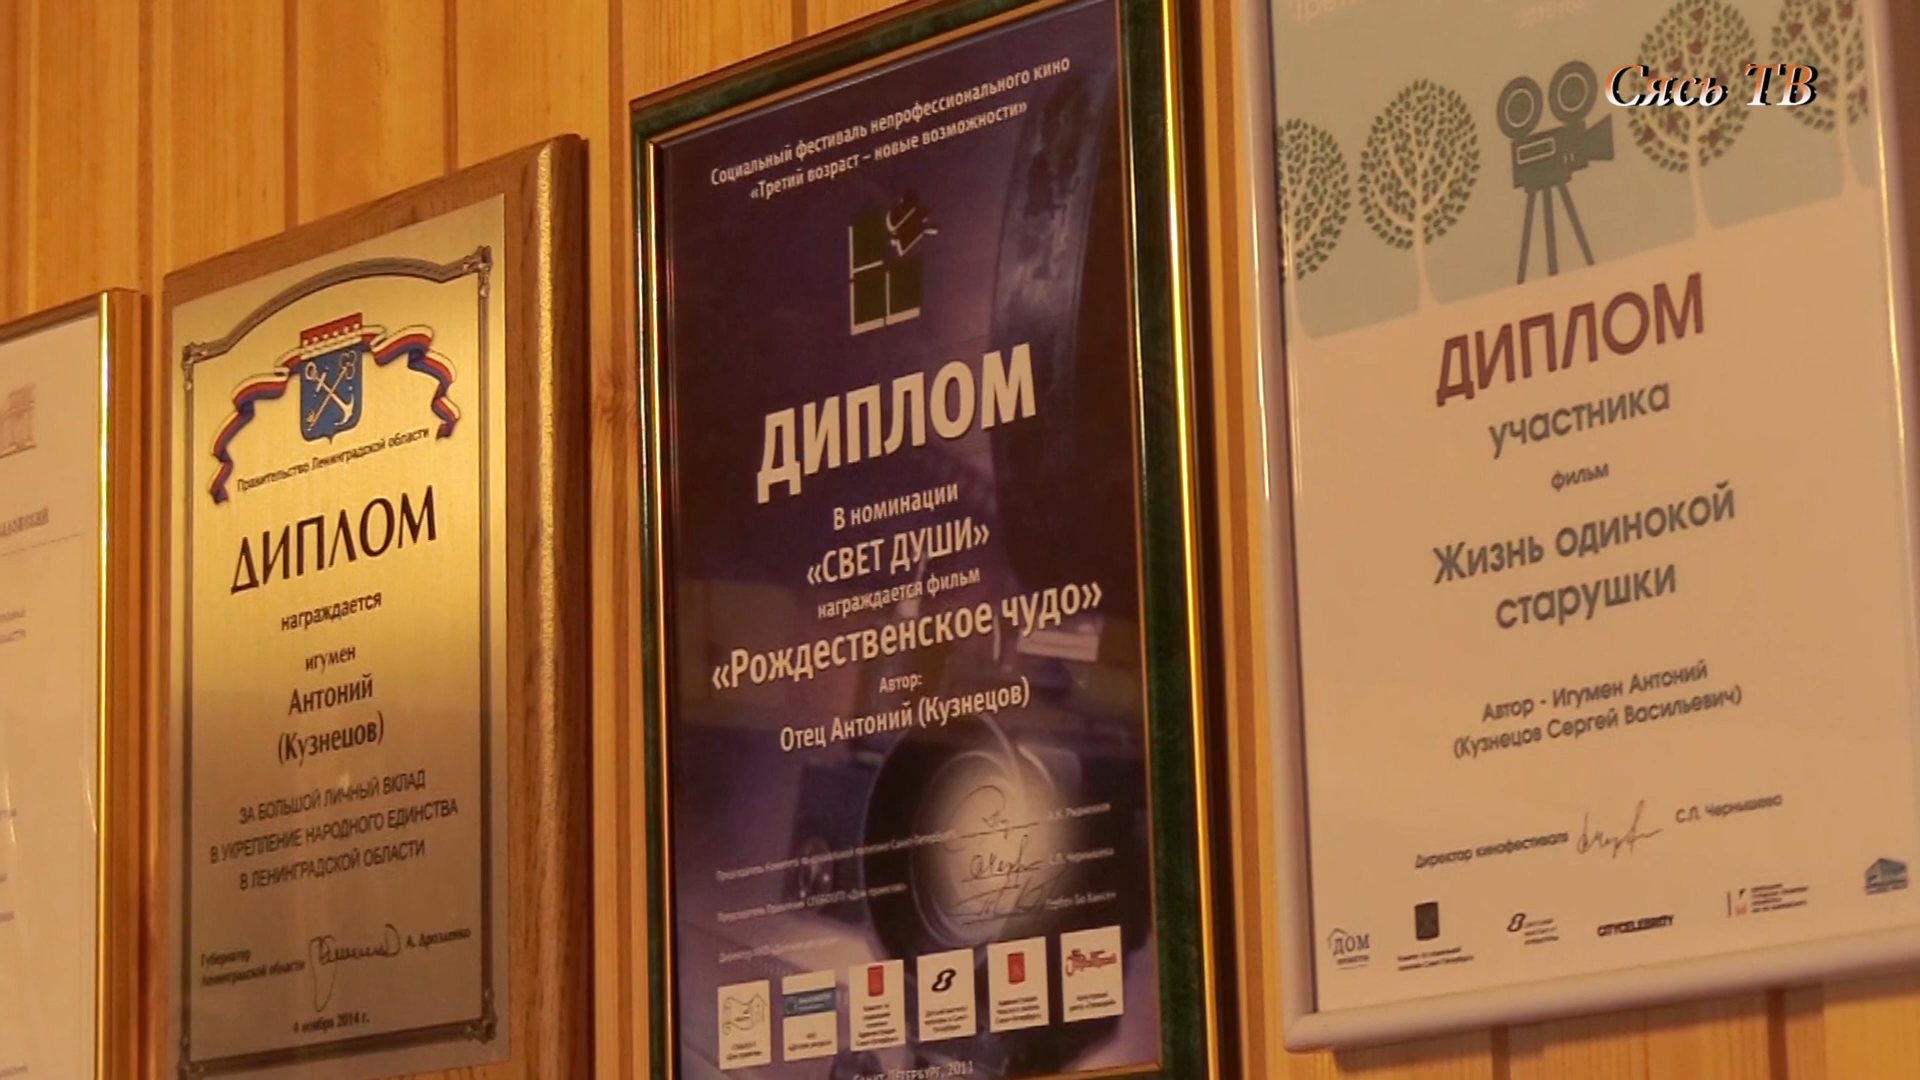 Сясь ТВ
Правительство Ленинградской области
ДИПЛОМ
награждается
игумен
Антоний
(Кузнецов)
ЗА БОЛЬШОЙ ЛИЧНЫЙ ВКЛАД
В УКРЕПЛЕНИЕ НАРОДНОГО ЕДИНСТВА
В ЛЕНИНГРАДСКОЙ ОБЛАСТИ
Губернатор
Ленинградской области
А. Дрозденко
4 ноября 2014 г.
Социальный фестиваль непрофессионального кино
«Третий возраст – новые возможности»
ДИПЛОМ
В номинации
«СВЕТ ДУШИ»
награждается фильм
«Рождественское чудо»
Автор:
Отец Антоний (Кузнецов)
Санкт-Петербург, 2011
ДИПЛОМ
участника
фильм
Жизнь одинокой
старушки
Автор - Игумен Антоний
(Кузнецов Сергей Васильевич)
Директор кинофестиваля
С.П. Чернышева
ДОМ
CITYCELEBRITY